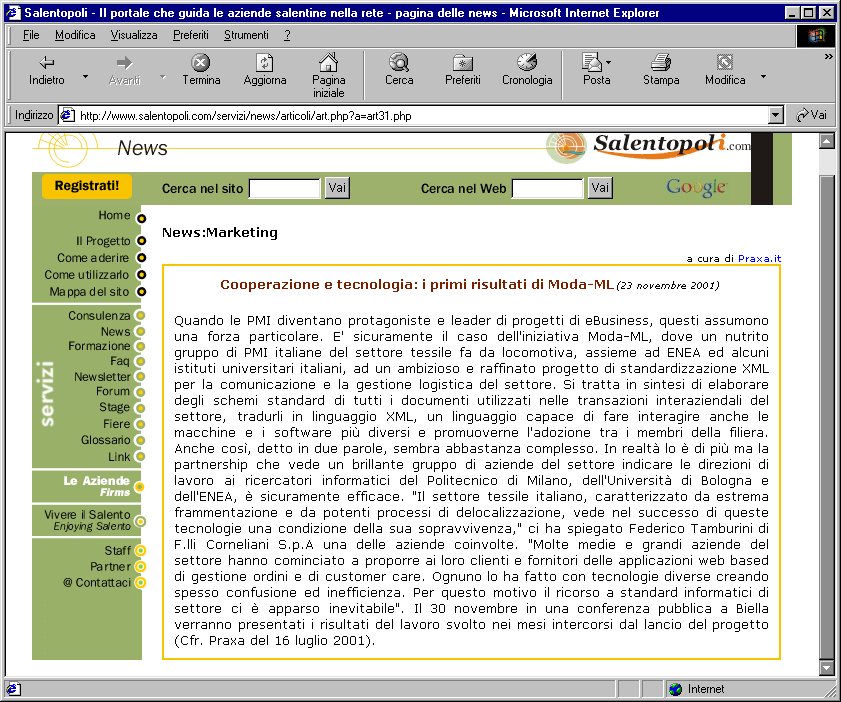 Salentopoli - Il portale che guida le aziende salentine nella rete - pagina delle news - Microsoft Internet Explorer
File Modifica Visualizza Preferiti Strumenti ?
Indietro Avanti Termina Aggiorna Pagina iniziale Cerca Preferiti Cronologia Posta Stampa Modifica »
Indirizzo http://www.salentopoli.com/servizi/news/articoli/art.php?a=art31.php Vai
News Salentopoli.com
Registrati! Cerca nel sito Vai Cerca nel Web Vai Google
Home
Il Progetto
Come aderire
Come utilizzarlo
Mappa del sito
servizi
Consulenza
News
Formazione
Faq
Newsletter
Forum
Stage
Fiere
Glossario
Link
Le Aziende
Firms
Vivere il Salento
Enjoying Salento
Staff
Partner
@ Contattaci
News:Marketing
a cura di Praxa.it
Cooperazione e tecnologia: i primi risultati di Moda-ML (23 novembre 2001)
Quando le PMI diventano protagoniste e leader di progetti di eBusiness, questi assumono
una forza particolare. E' sicuramente il caso dell'iniziativa Moda-ML, dove un nutrito
gruppo di PMI italiane del settore tessile fa da locomotiva, assieme ad ENEA ed alcuni
istituti universitari italiani, ad un ambizioso e raffinato progetto di standardizzazione XML
per la comunicazione e la gestione logistica del settore. Si tratta in sintesi di elaborare
degli schemi standard di tutti i documenti utilizzati nelle transazioni interaziendali del
settore, tradurli in linguaggio XML, un linguaggio capace di fare interagire anche le
macchine e i software più diversi e promuoverne l'adozione tra i membri della filiera.
Anche così, detto in due parole, sembra abbastanza complesso. In realtà lo è di più ma la
partnership che vede un brillante gruppo di aziende del settore indicare le direzioni di
lavoro ai ricercatori informatici del Politecnico di Milano, dell'Università di Bologna e
dell'ENEA, è sicuramente efficace. "Il settore tessile italiano, caratterizzato da estrema
frammentazione e da potenti processi di delocalizzazione, vede nel successo di queste
tecnologie una condizione della sua sopravvivenza," ci ha spiegato Federico Tamburini di
F.lli Corneliani S.p.A una delle aziende coinvolte. "Molte medie e grandi aziende del
settore hanno cominciato a proporre ai loro clienti e fornitori delle applicazioni web based
di gestione ordini e di customer care. Ognuno lo ha fatto con tecnologie diverse creando
spesso confusione ed inefficienza. Per questo motivo il ricorso a standard informatici di
settore ci è apparso inevitabile". Il 30 novembre in una conferenza pubblica a Biella
verranno presentati i risultati del lavoro svolto nei mesi intercorsi dal lancio del progetto
(Cfr. Praxa del 16 luglio 2001).
Internet